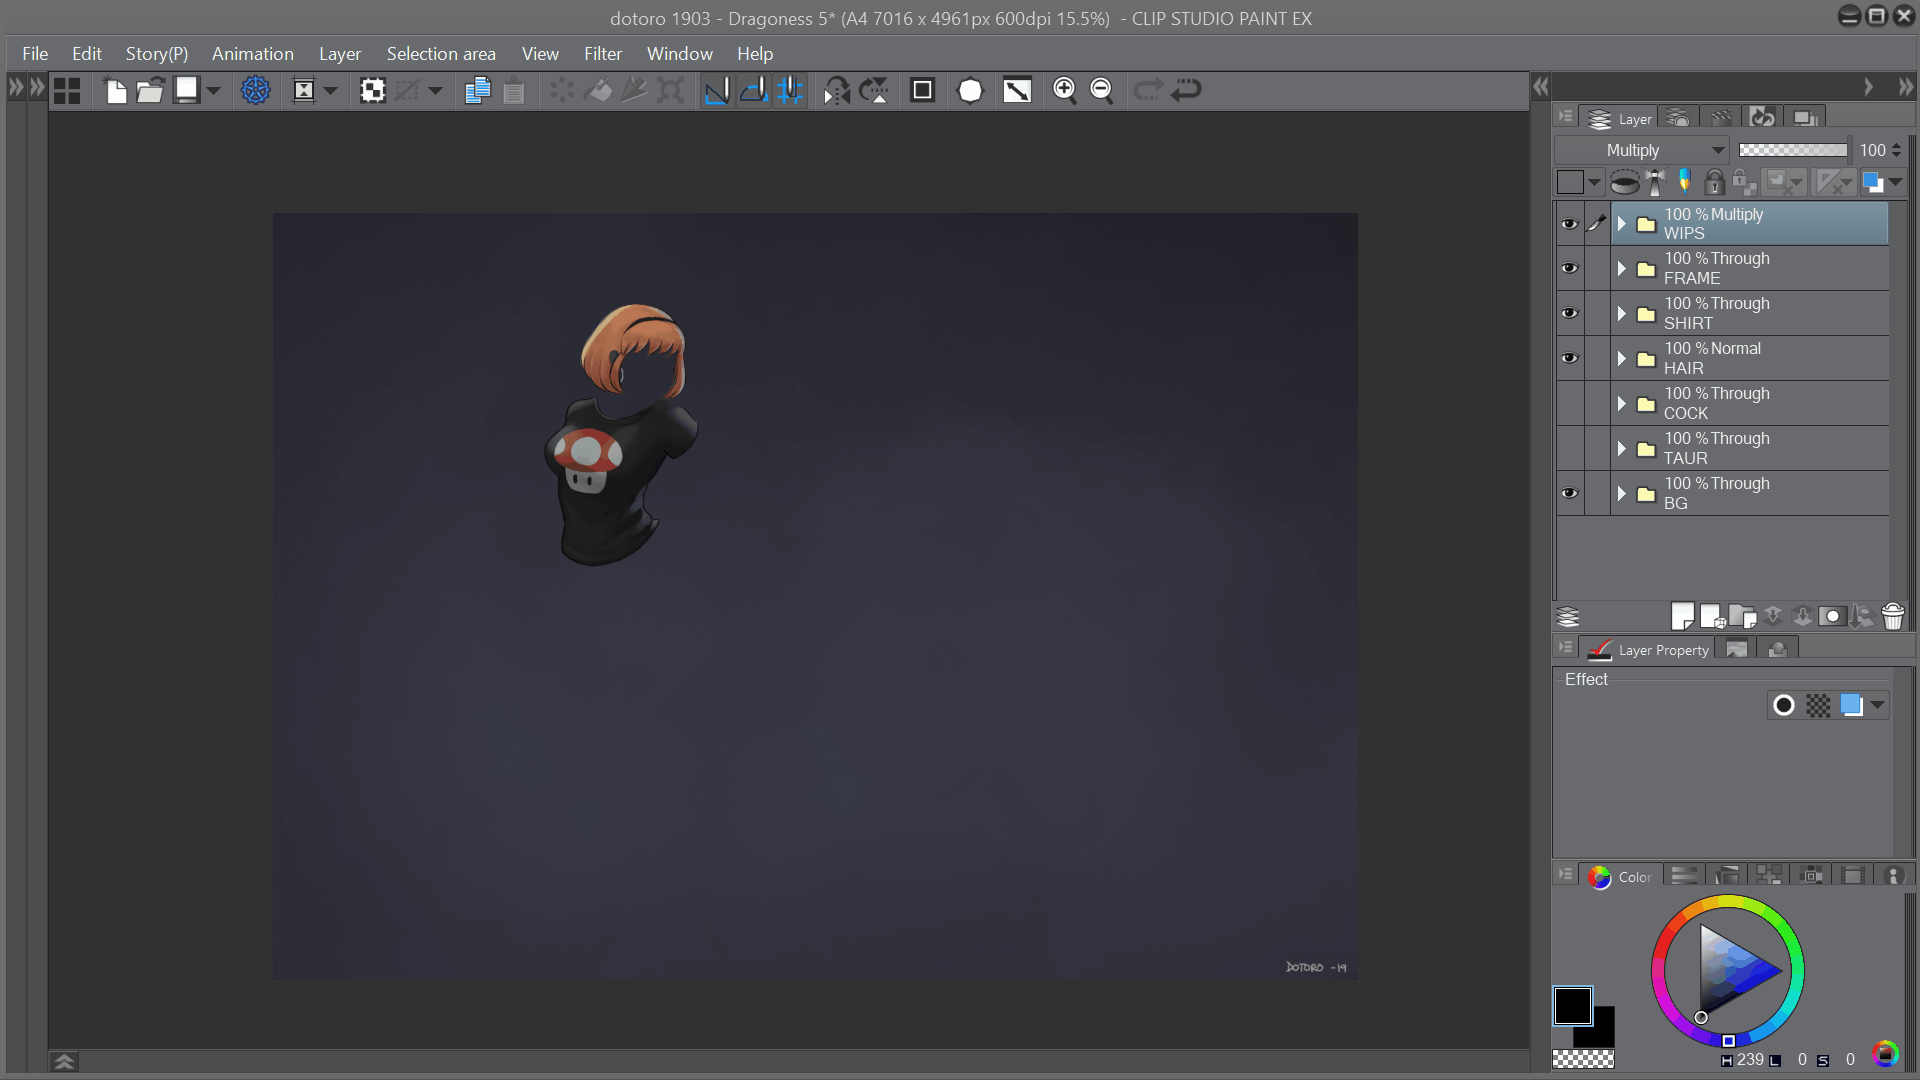 dotoro 1903 - Dragoness 5* (A4 7016 x 4961px 600dpi 15.5%) - CLIP STUDIO PAINT EX
File Edit Story(P) Animation Layer Selection area View Filter Window Help
Layer
Multiply 100
100 % Multiply
WIPS
100 % Through
FRAME
100 % Through
SHIRT
100 % Normal
HAIR
100 % Through
COCK
100 % Through
TAUR
100 % Through
BG
Layer Property
Effect
Color
DOTORO -19
H 239 L 0 S 0